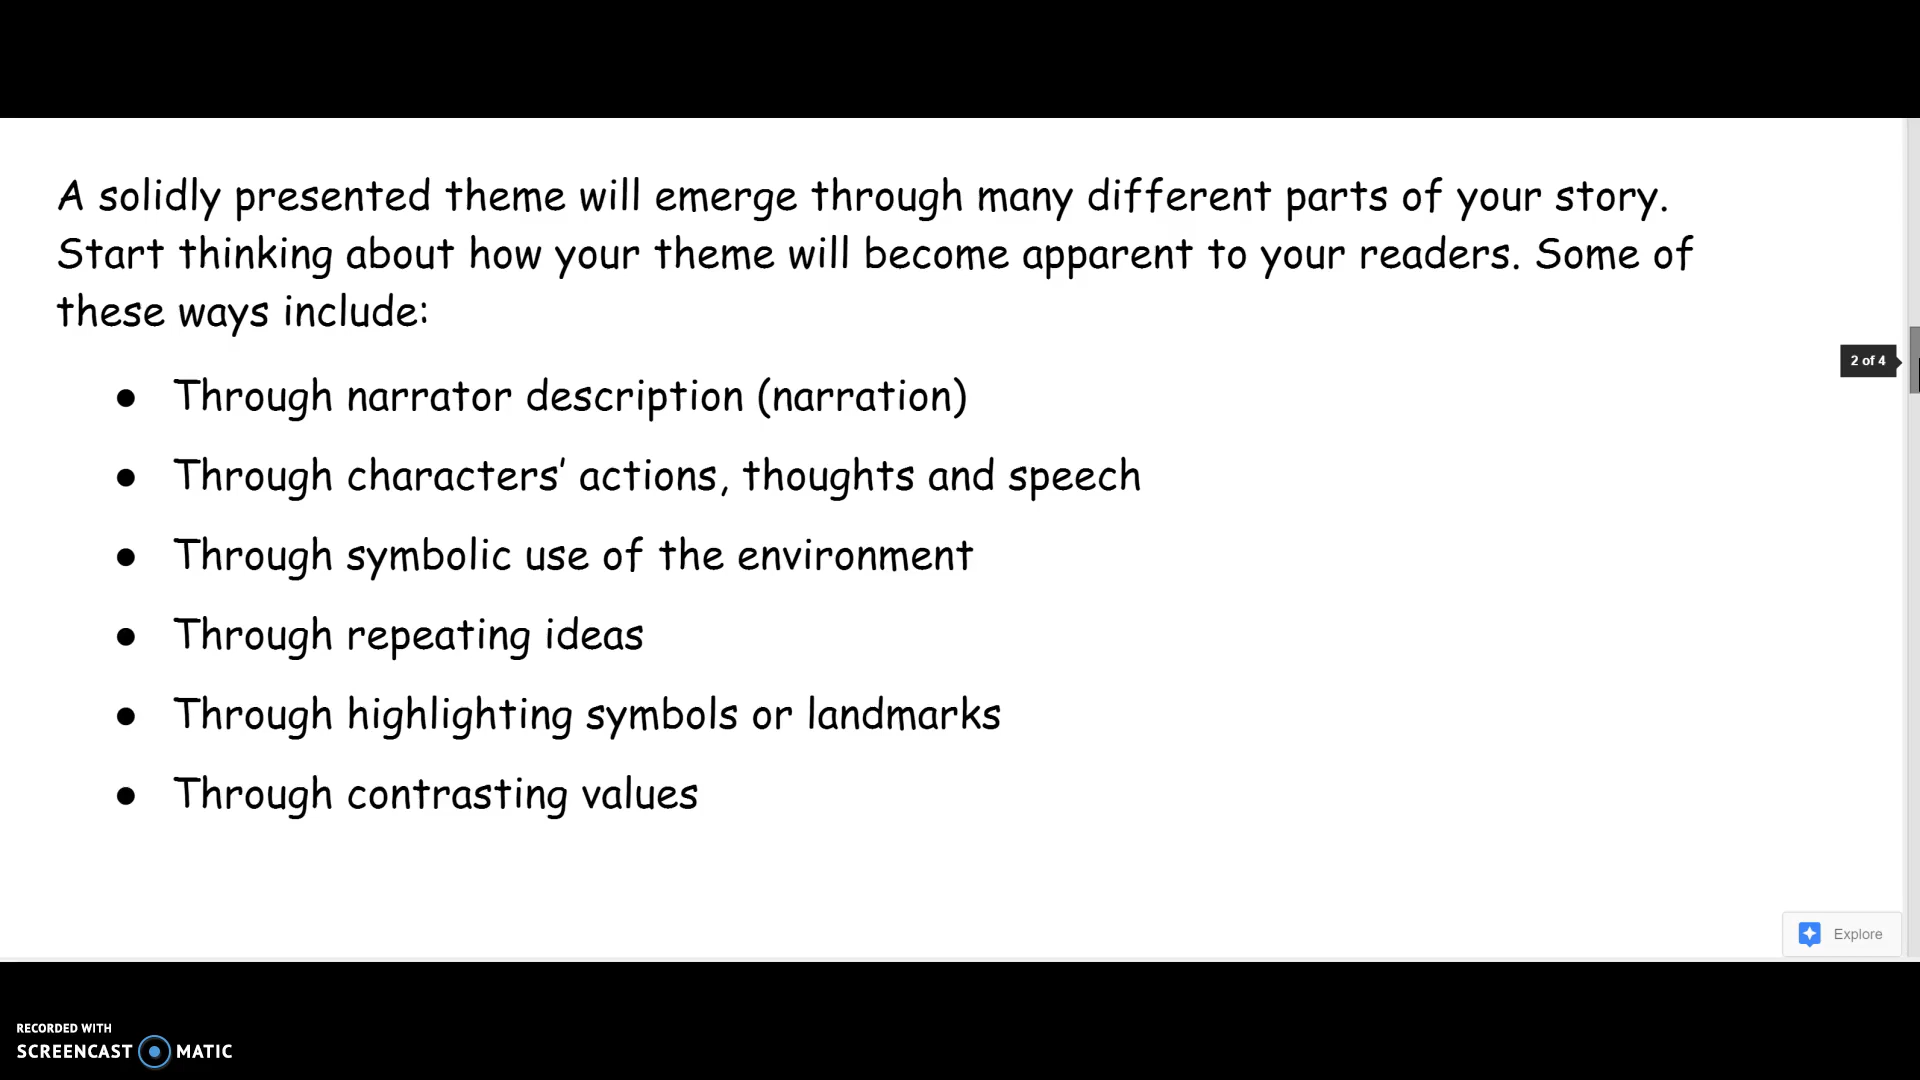 A solidly presented theme will emerge through many different parts of your story.
Start thinking about how your theme will become apparent to your readers. Some of
these ways include:
● Through narrator description (narration)
2 of 4
● Through characters’ actions, thoughts and speech
● Through symbolic use of the environment
● Through repeating ideas
● Through highlighting symbols or landmarks
● Through contrasting values
Explore
RECORDED WITH
SCREENCAST MATIC